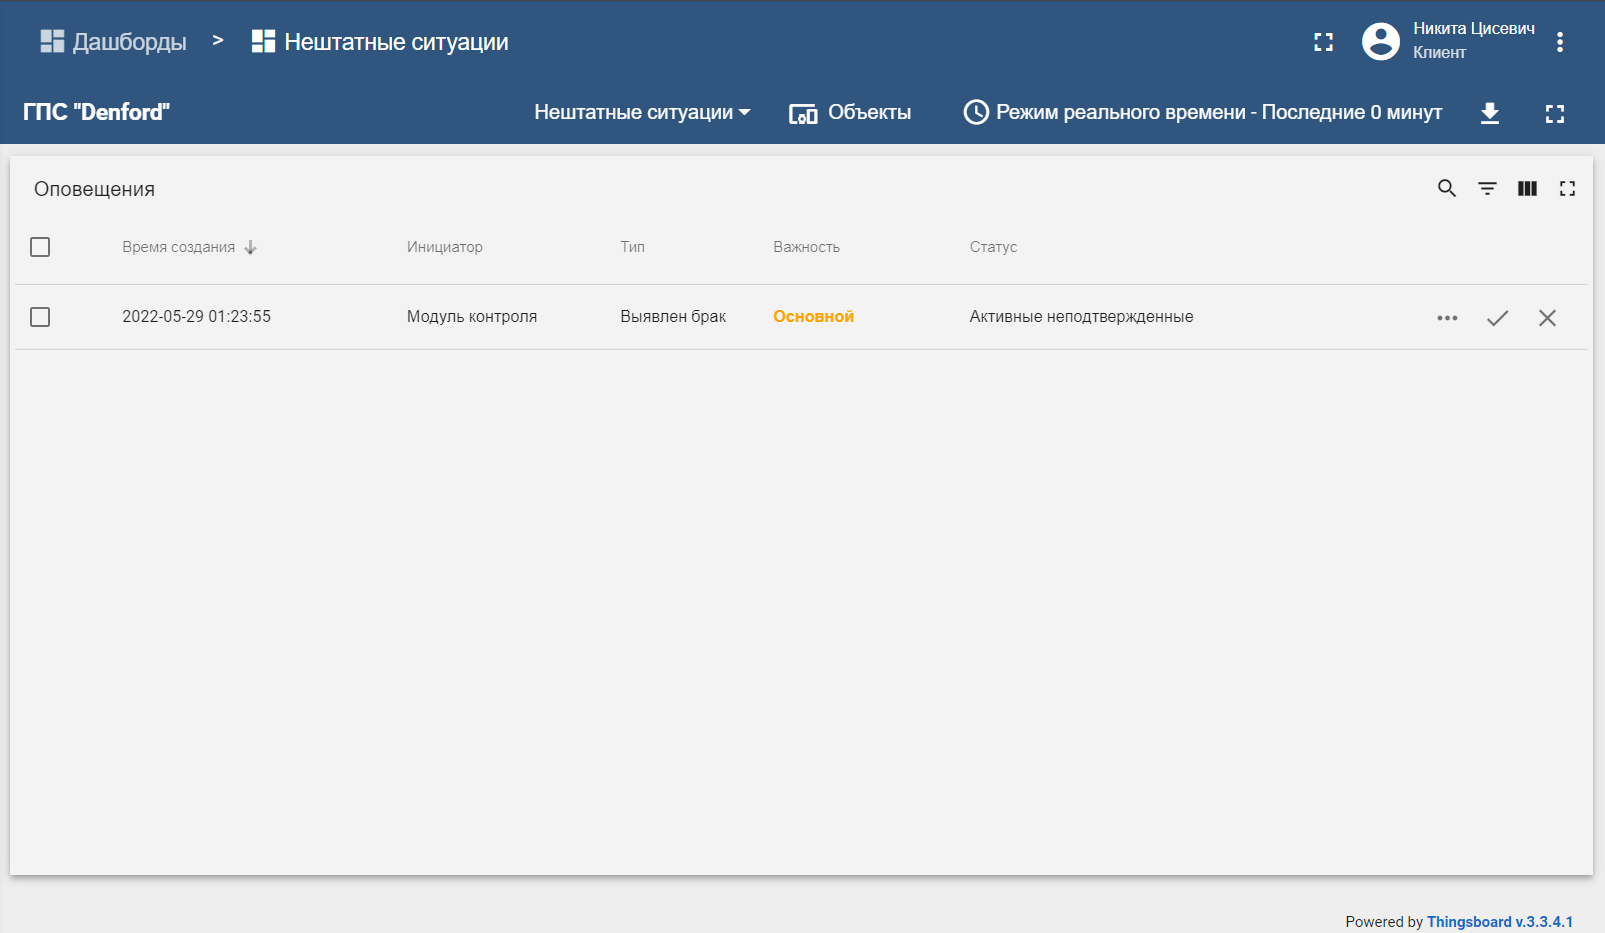 Дашборды > Нештатные ситуации
Никита Цисевич
Клиент
ГПС "Denford"
Нештатные ситуации
Объекты
Режим реального времени - Последние 0 минут
Оповещения
Время создания Инициатор Тип Важность Статус
2022-05-29 01:23:55 Модуль контроля Выявлен брак Основной Активные неподтвержденные
Powered by Thingsboard v.3.3.4.1